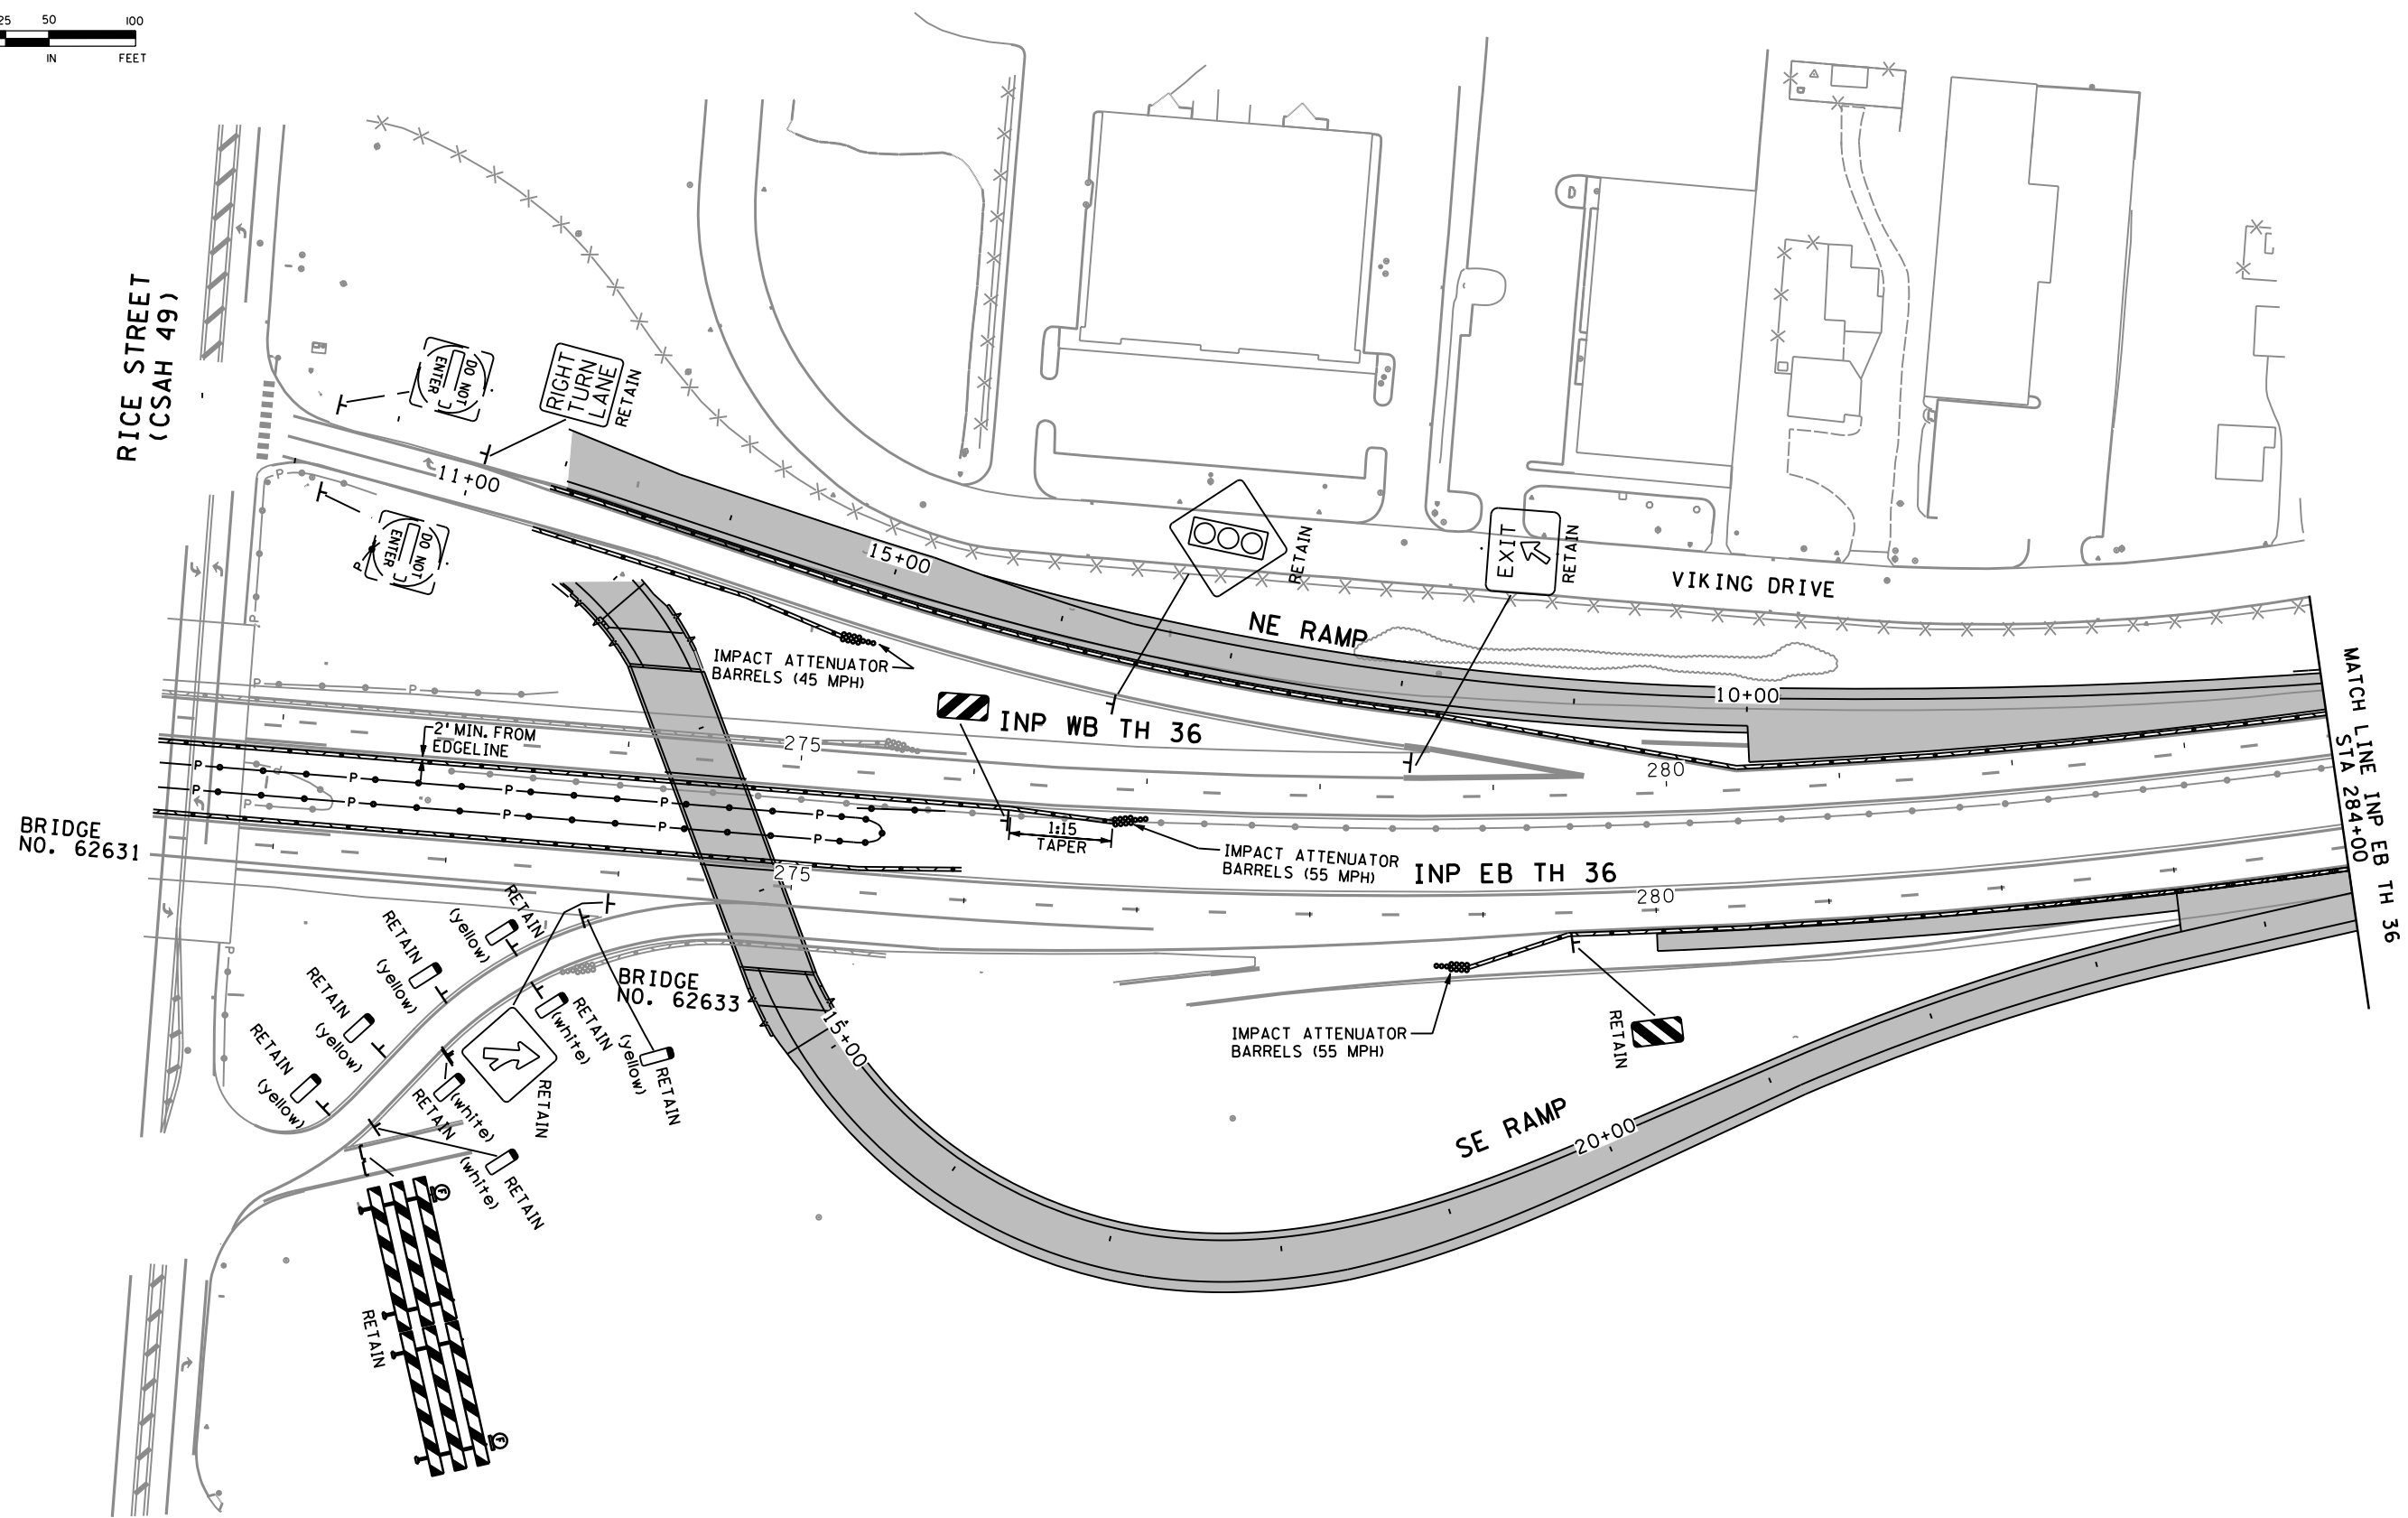 25 50 100
IN FEET
RICE STREET
(CSAH 49)
DO NOT
ENTER
RIGHT
TURN
LANE
RETAIN
11+00
P
DO NOT
ENTER
P
15+00
RETAIN
EXIT
RETAIN
VIKING DRIVE
NE RAMP
IMPACT ATTENUATOR
BARRELS (45 MPH)
10+00
MATCH LINE INP EB TH 36
STA 284+00
INP WB TH 36
2' MIN. FROM
EDGELINE
275
280
P P
P
P P P P
P P P P
P P
1:15
TAPER
BRIDGE
NO. 62631
IMPACT ATTENUATOR
BARRELS (55 MPH)
INP EB TH 36
275
280
RETAIN
(yellow)
RETAIN
(yellow)
RETAIN
(yellow)
RETAIN
(yellow)
P
BRIDGE
NO. 62633
RETAIN
(white)
(yellow)
RETAIN
RETAIN
(white)
RETAIN
(white)
RETAIN
15+00
IMPACT ATTENUATOR
BARRELS (55 MPH)
RETAIN
SE RAMP
20+00
F
RETAIN
F